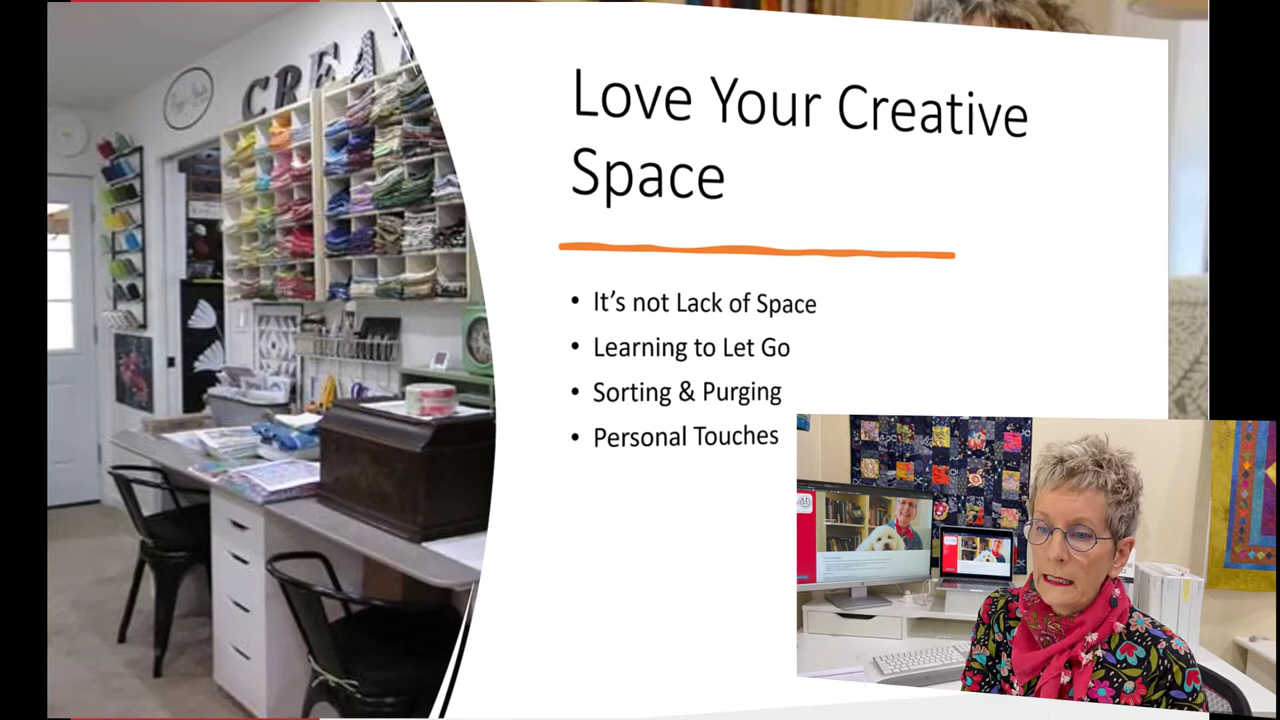 CREA
Love Your Creative
Space
• It's not Lack of Space
• Learning to Let Go
• Sorting & Purging
• Personal Touches